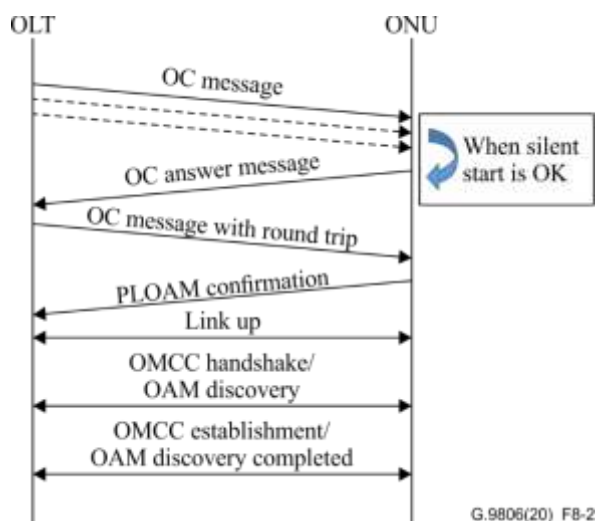 OLT
ONU
OC message
When silent
start is OK
OC answer message
OC message with round trip
PLOAM confirmation
Link up
OMCC handshake/
OAM discovery
OMCC establishment/
OAM discovery completed
G.9806(20)_F8-2